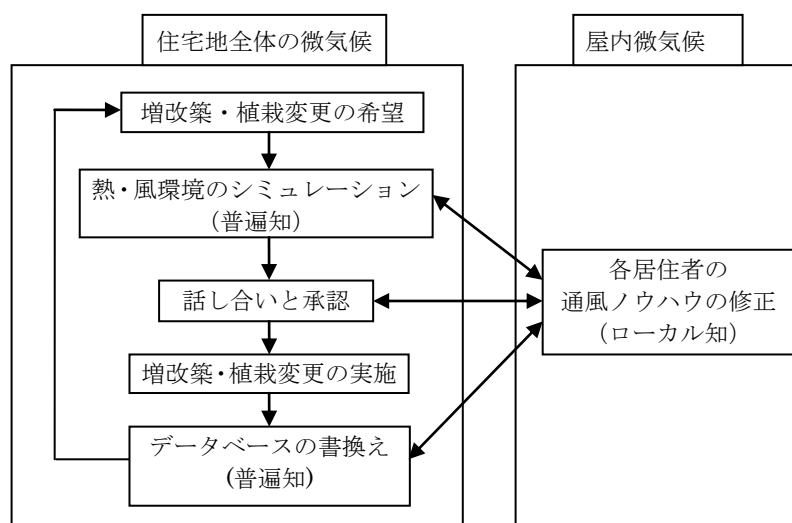 住宅地全体の微気候
屋内微気候
増改築・植栽変更の希望
熱・風環境のシミュレーション
（普遍知）
話し合いと承認
増改築・植栽変更の実施
データベースの書換え
(普遍知)
各居住者の
通風ノウハウの修正
（ローカル知）